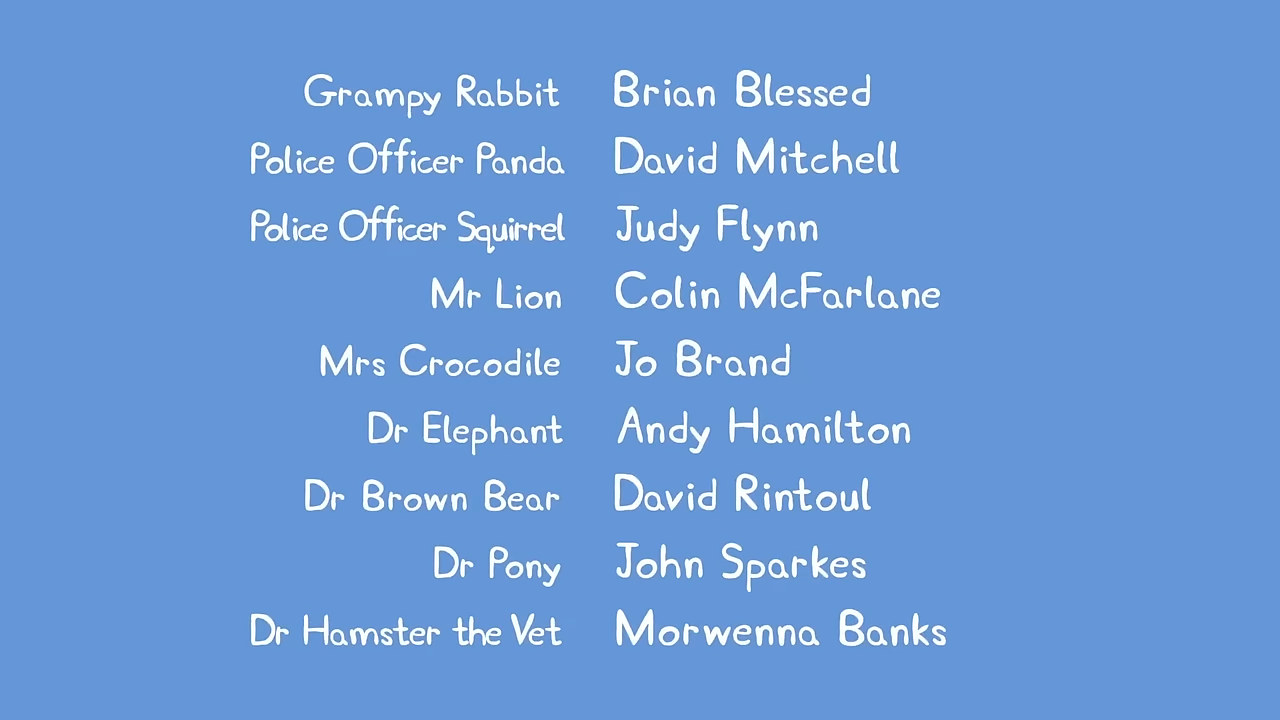 Grampy Rabbit Brian Blessed
Police Officer Panda David Mitchell
Police Officer Squirrel Judy Flynn
Mr Lion Colin McFarlane
Mrs Crocodile Jo Brand
Dr Elephant Andy Hamilton
Dr Brown Bear David Rintoul
Dr Pony John Sparkes
Dr Hamster the Vet Morwenna Banks